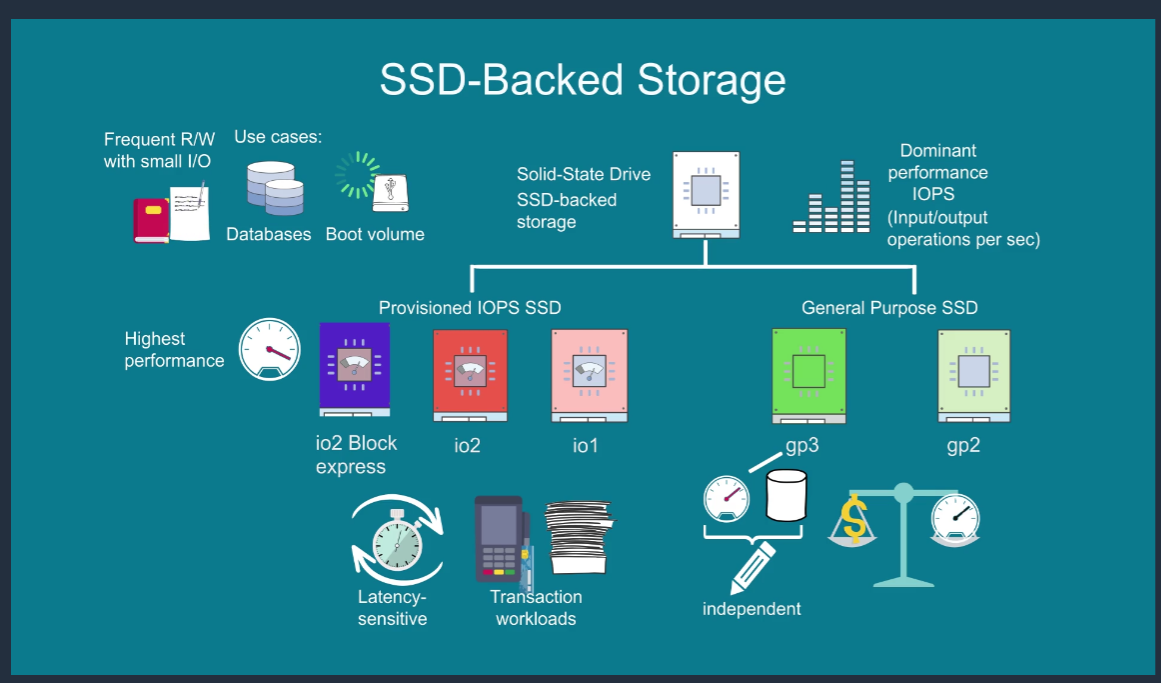 SSD-Backed Storage
Frequent R/W
with small I/O
Use cases:
Databases
Boot volume
Solid-State Drive
SSD-backed
storage
Dominant
performance
IOPS
(Input/output
operations per sec)
Provisioned IOPS SSD
General Purpose SSD
Highest
performance
io2 Block
express
io2
io1
gp3
gp2
$
Latency-
sensitive
Transaction
workloads
independent